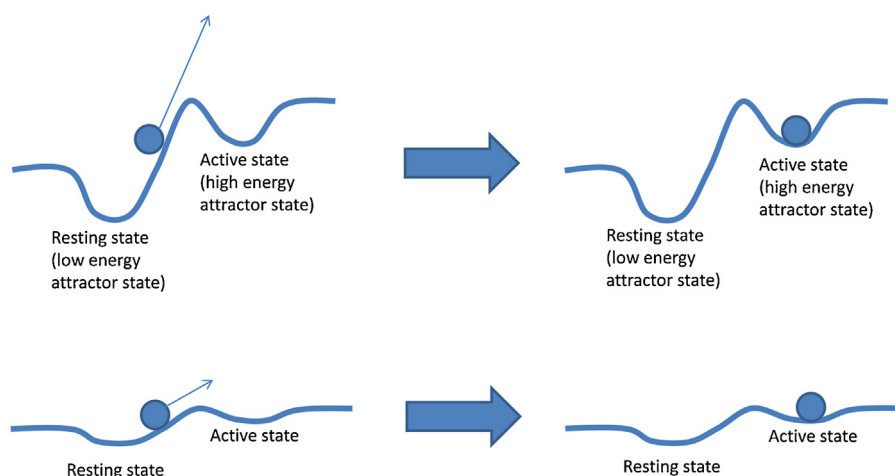 Active state
(high energy
attractor state)
Resting state
(low energy
attractor state)
Active state
(high energy
attractor state)
Resting state
(low energy
attractor state)
Active state
Resting state
Active state
Resting state